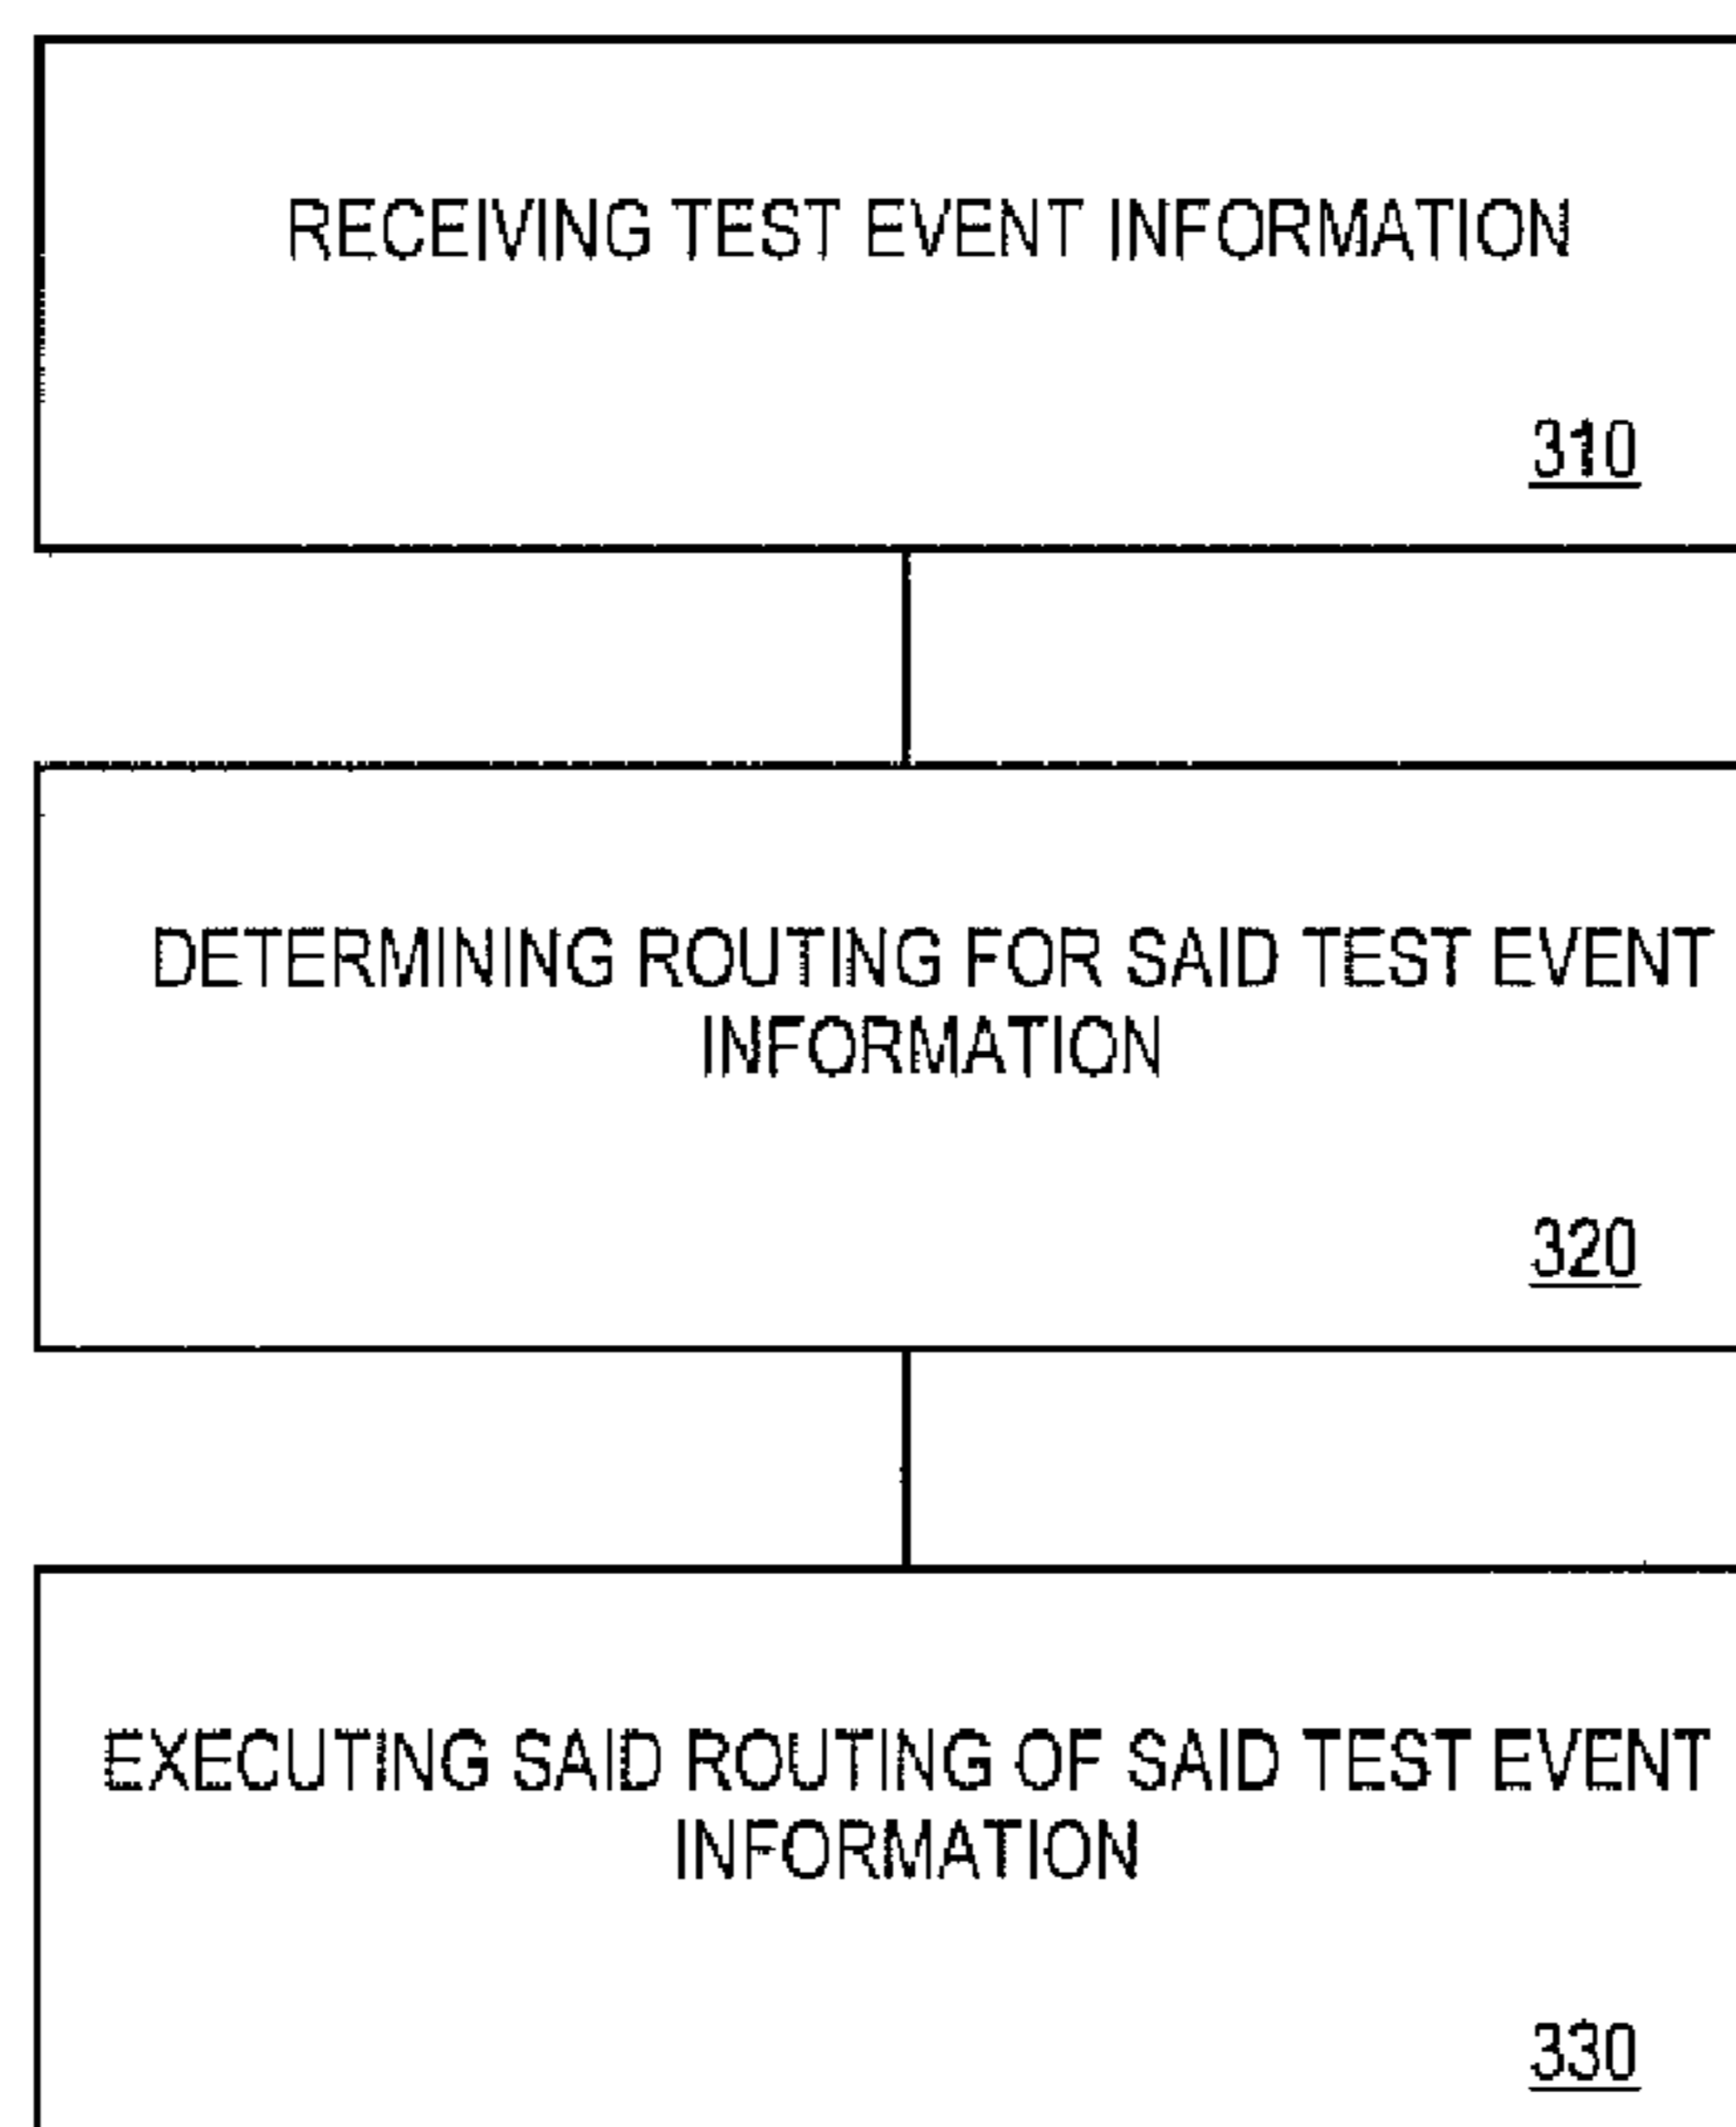 RECEIVING TEST EVENT INFORMATION
310
DETERMINING ROUTING FOR SAID TEST EVENT
INFORMATION
320
EXECUTING SAID ROUTING OF SAID TEST EVENT
INFORMATION
330